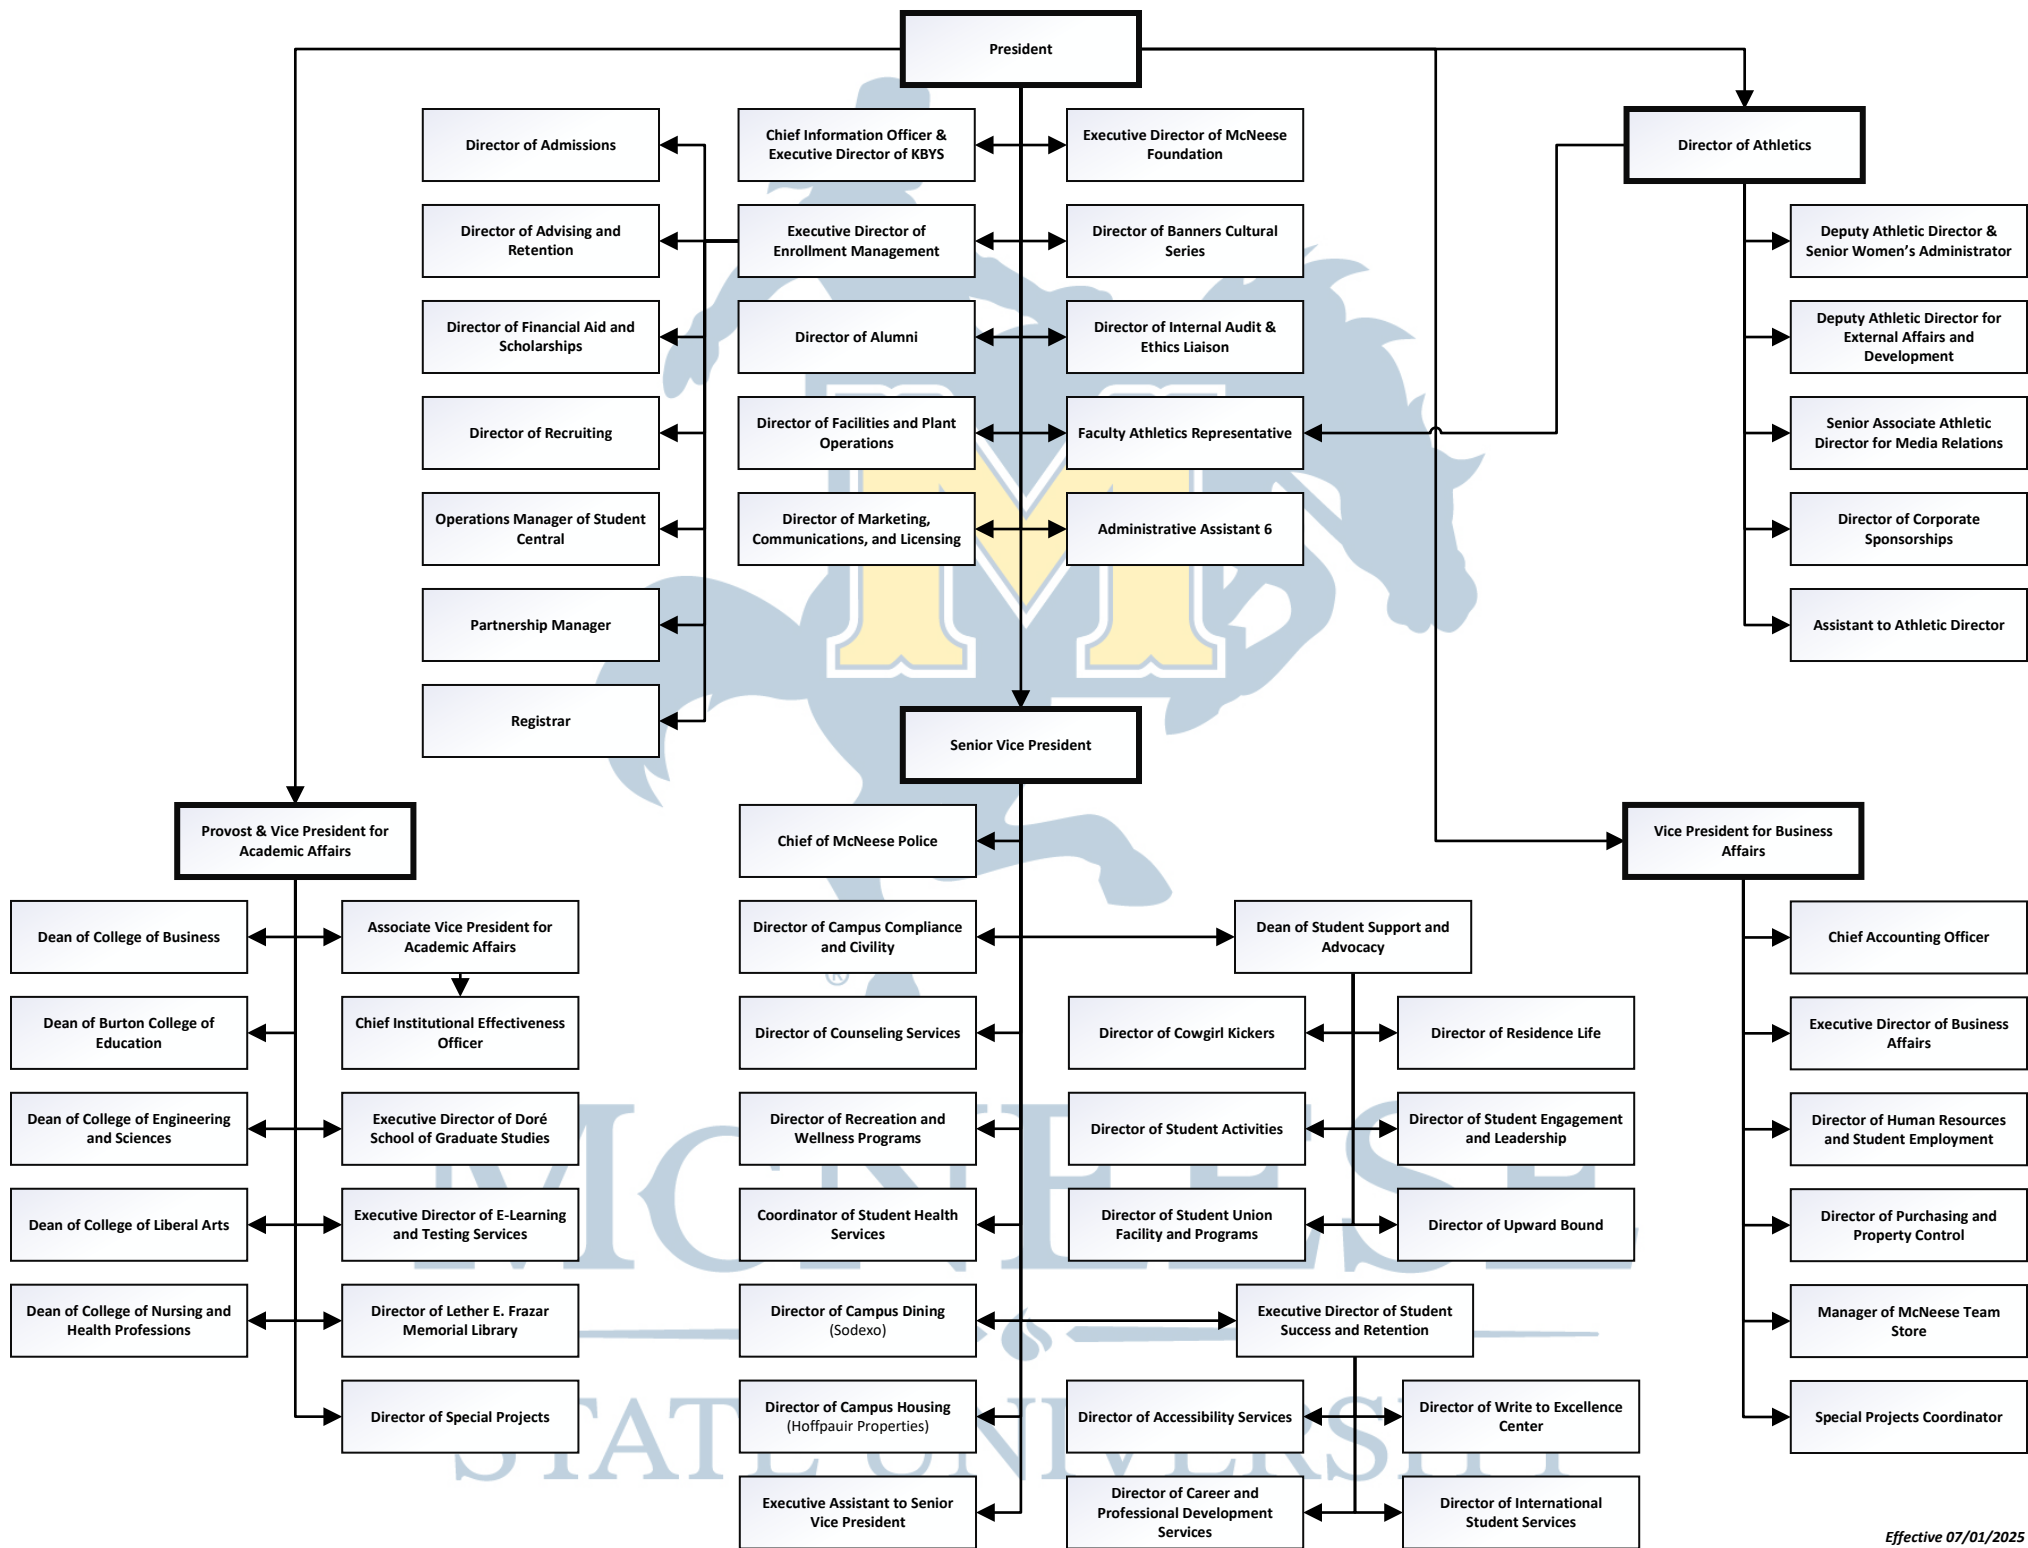 President
Director of Admissions
Chief Information Officer &
Executive Director of KBYS
Executive Director of McNeese
Foundation
Director of Athletics
Director of Advising and
Retention
Executive Director of
Enrollment Management
Director of Banners Cultural
Series
Deputy Athletic Director &
Senior Women’s Administrator
Director of Financial Aid and
Scholarships
Director of Alumni
Director of Internal Audit &
Ethics Liaison
Deputy Athletic Director for
External Affairs and
Development
Director of Recruiting
Director of Facilities and Plant
Operations
Faculty Athletics Representative
Senior Associate Athletic
Director for Media Relations
Operations Manager of Student
Central
Director of Marketing,
Communications, and Licensing
Administrative Assistant 6
Director of Corporate
Sponsorships
Partnership Manager
Assistant to Athletic Director
Registrar
Senior Vice President
Provost & Vice President for
Academic Affairs
Chief of McNeese Police
Vice President for Business
Affairs
Dean of College of Business
Associate Vice President for
Academic Affairs
Director of Campus Compliance
and Civility
Dean of Student Support and
Advocacy
Chief Accounting Officer
Dean of Burton College of
Education
Chief Institutional Effectiveness
Officer
Director of Counseling Services
Director of Cowgirl Kickers
Director of Residence Life
Executive Director of Business
Affairs
Dean of College of Engineering
and Sciences
Executive Director of Doré
School of Graduate Studies
Director of Recreation and
Wellness Programs
Director of Student Activities
Director of Student Engagement
and Leadership
Director of Human Resources
and Student Employment
Dean of College of Liberal Arts
Executive Director of E-Learning
and Testing Services
Coordinator of Student Health
Services
Director of Student Union
Facility and Programs
Director of Upward Bound
Director of Purchasing and
Property Control
Dean of College of Nursing and
Health Professions
Director of Lether E. Frazar
Memorial Library
Director of Campus Dining
(Sodexo)
Executive Director of Student
Success and Retention
Manager of McNeese Team
Store
Director of Special Projects
Director of Campus Housing
(Hoffpauir Properties)
Director of Accessibility Services
Director of Write to Excellence
Center
Special Projects Coordinator
Executive Assistant to Senior
Vice President
Director of Career and
Professional Development
Services
Director of International
Student Services
Effective 07/01/2025
M
®
MCNEESE
STATE UNIVERSITY